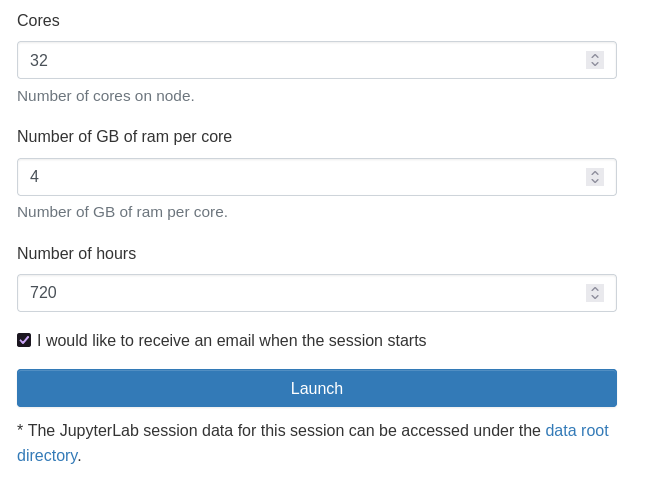 Cores
32
Number of cores on node.
Number of GB of ram per core
4
Number of GB of ram per core.
Number of hours
720
I would like to receive an email when the session starts
Launch
* The JupyterLab session data for this session can be accessed under the data root
directory.